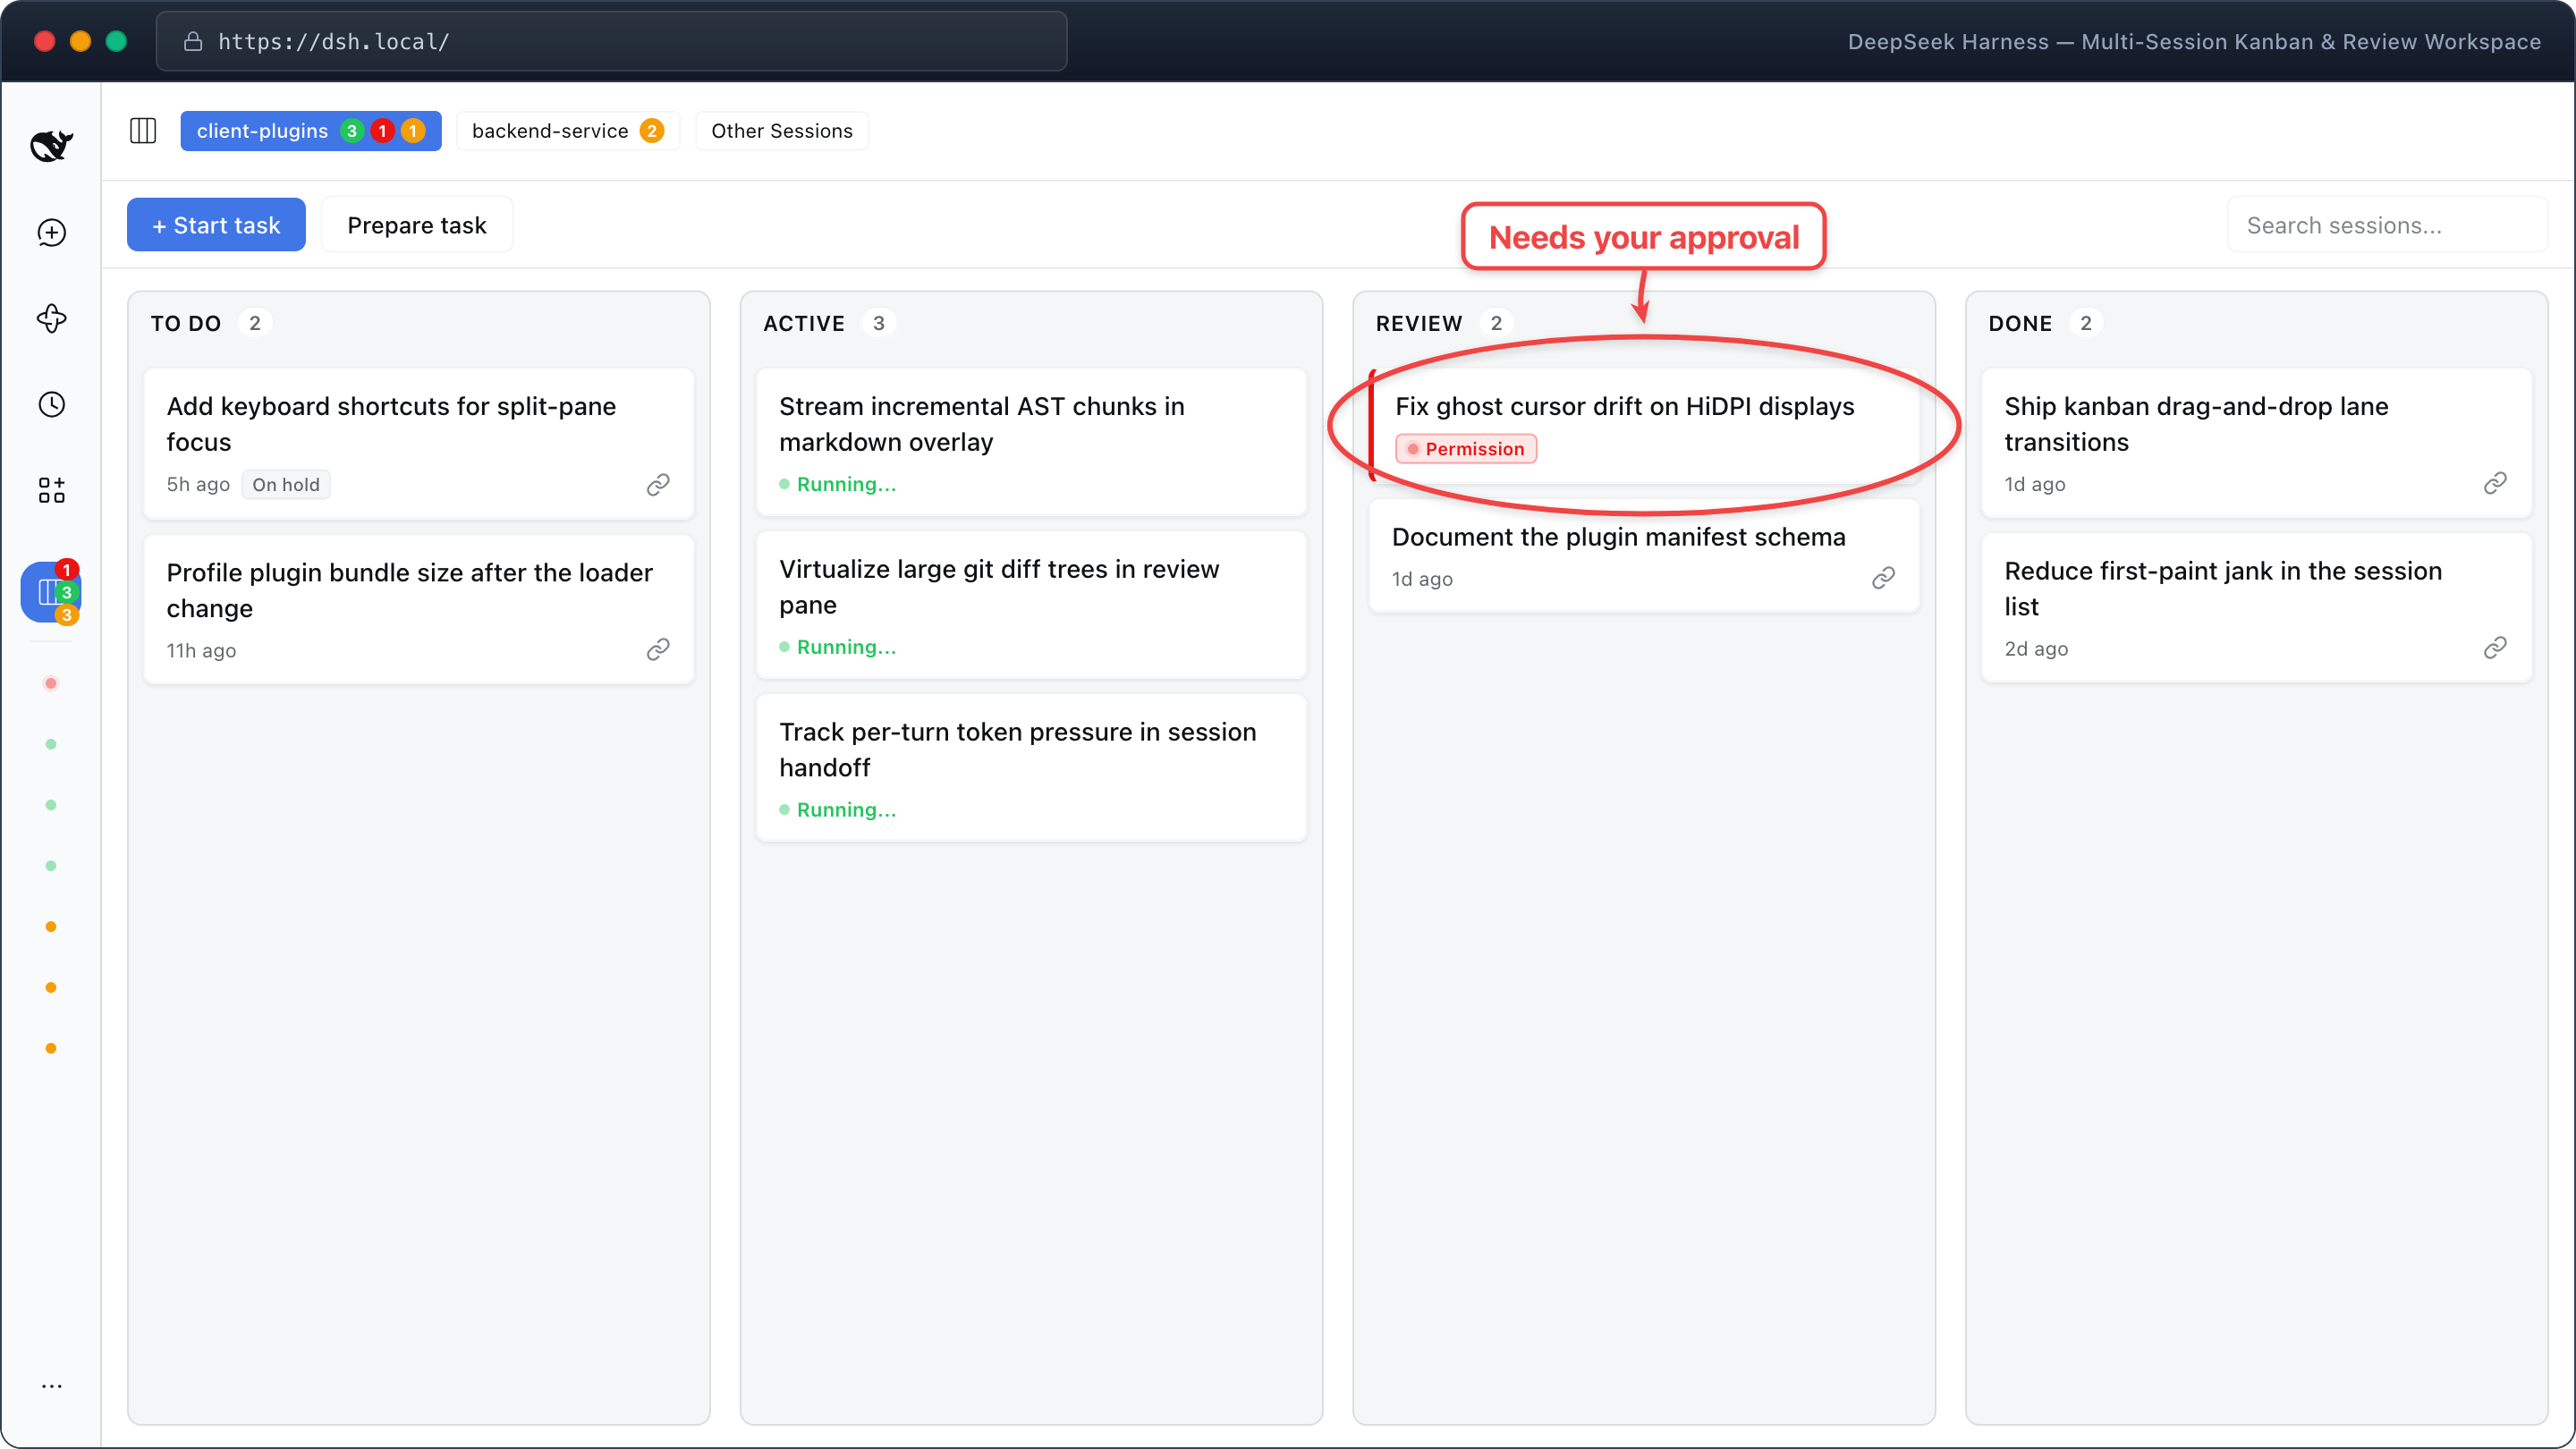 https://dsh.local/
DeepSeek Harness — Multi-Session Kanban & Review Workspace
client-plugins 3 1 1
backend-service 2
Other Sessions
+ Start task
Prepare task
Needs your approval
Search sessions...
TO DO 2
Add keyboard shortcuts for split-pane
focus
5h ago On hold
Profile plugin bundle size after the loader
change
11h ago
ACTIVE 3
Stream incremental AST chunks in
markdown overlay
Running...
Virtualize large git diff trees in review
pane
Running...
Track per-turn token pressure in session
handoff
Running...
REVIEW 2
Fix ghost cursor drift on HiDPI displays
Permission
Document the plugin manifest schema
1d ago
DONE 2
Ship kanban drag-and-drop lane
transitions
1d ago
Reduce first-paint jank in the session
list
2d ago
1
3
3